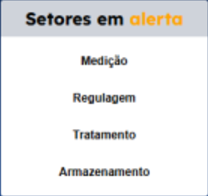 Setores em alerta
Medição
Regulagem
Tratamento
Armazenamento